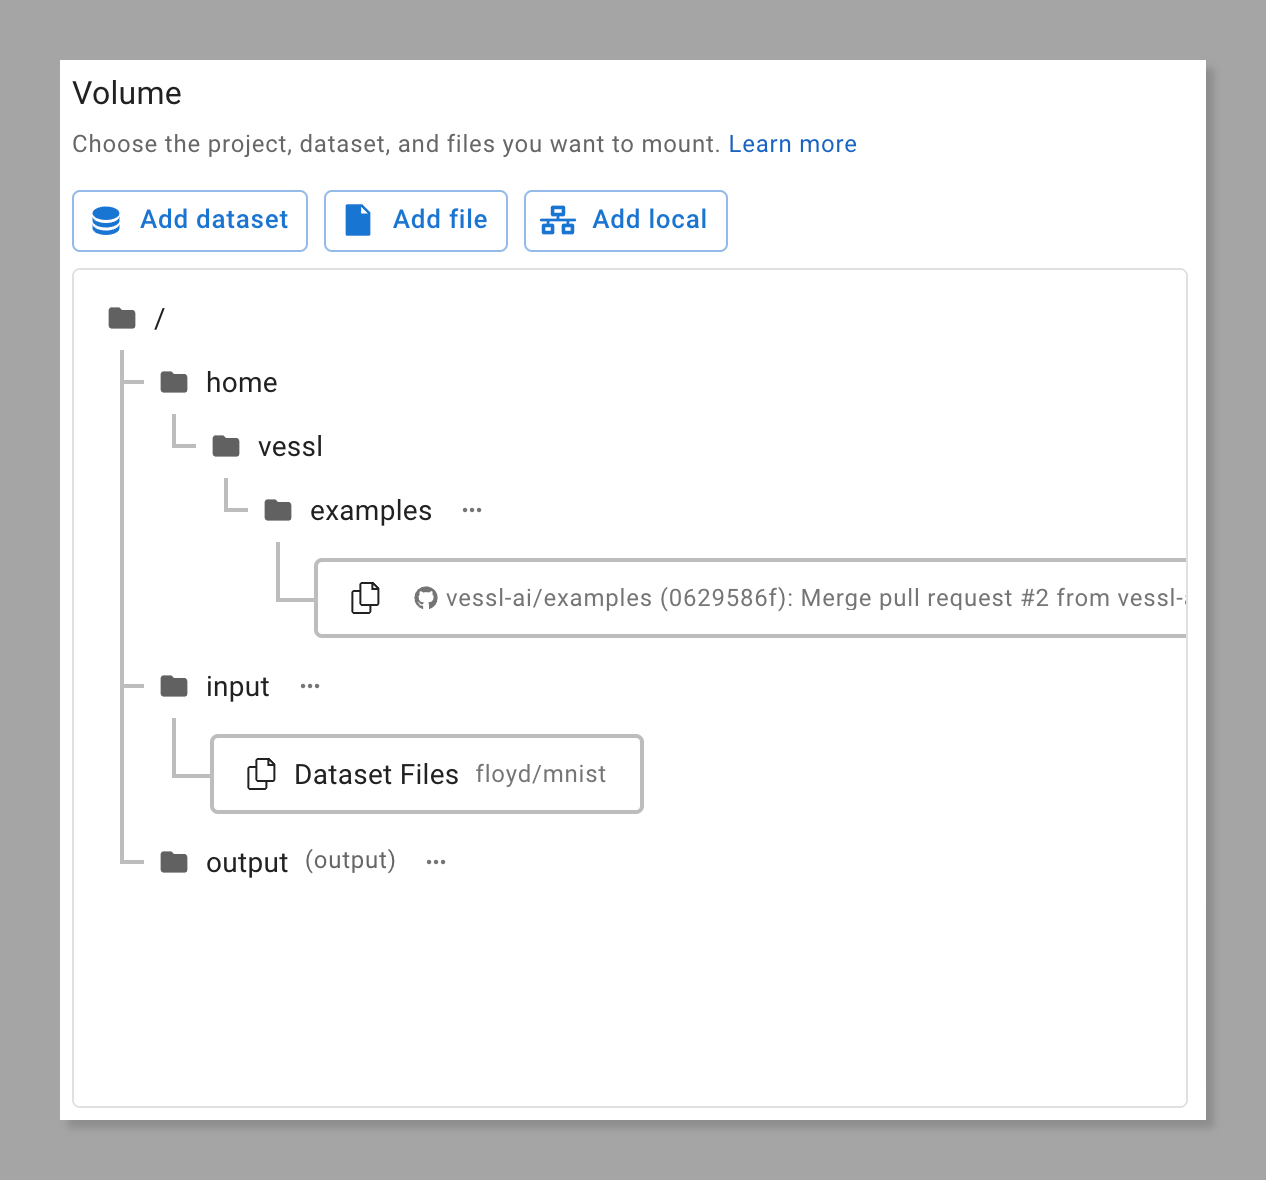 Volume
Choose the project, dataset, and files you want to mount. Learn more
Add dataset Add file Add local
/
home
vessl
examples ...
vessl-ai/examples (0629586f): Merge pull request #2 from vessl-
input ...
Dataset Files floyd/mnist
output (output) ...